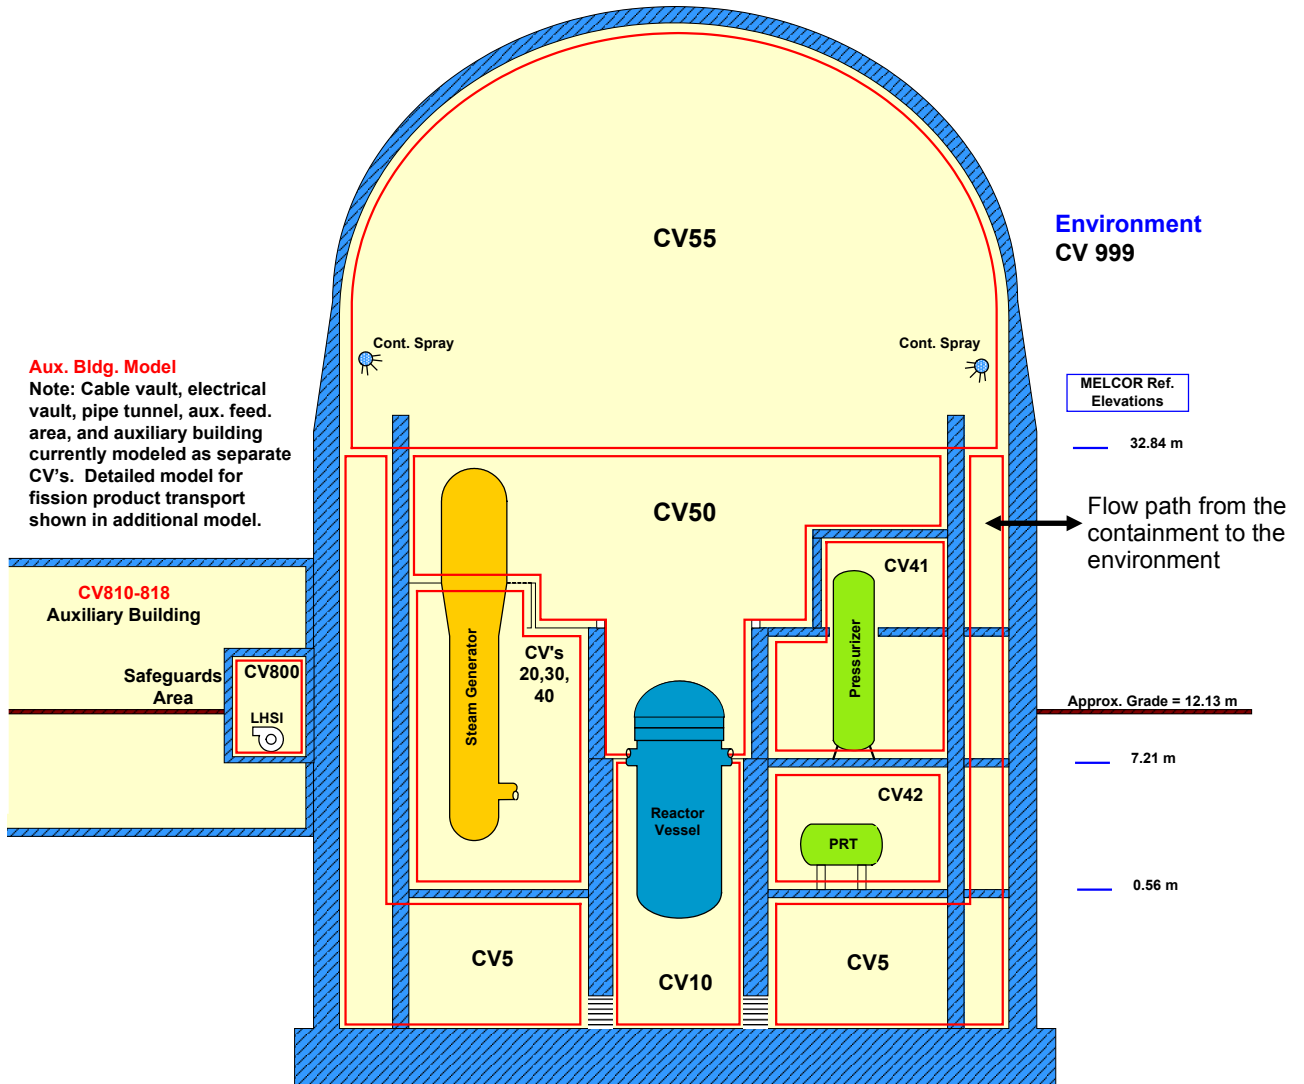 CV55
Environment
CV 999
Cont. Spray
Cont. Spray
Aux. Bldg. Model
Note: Cable vault, electrical
vault, pipe tunnel, aux. feed.
area, and auxiliary building
currently modeled as separate
CV's. Detailed model for
fission product transport
shown in additional model.
MELCOR Ref.
Elevations
32.84 m
CV50
Flow path from the
containment to the
environment
CV41
CV810-818
Auxiliary Building
Steam Generator
CV's
20,30,
40
Pressurizer
Safeguards
Area
CV800
LHSI
Approx. Grade = 12.13 m
7.21 m
Reactor
Vessel
CV42
PRT
0.56 m
CV5
CV10
CV5